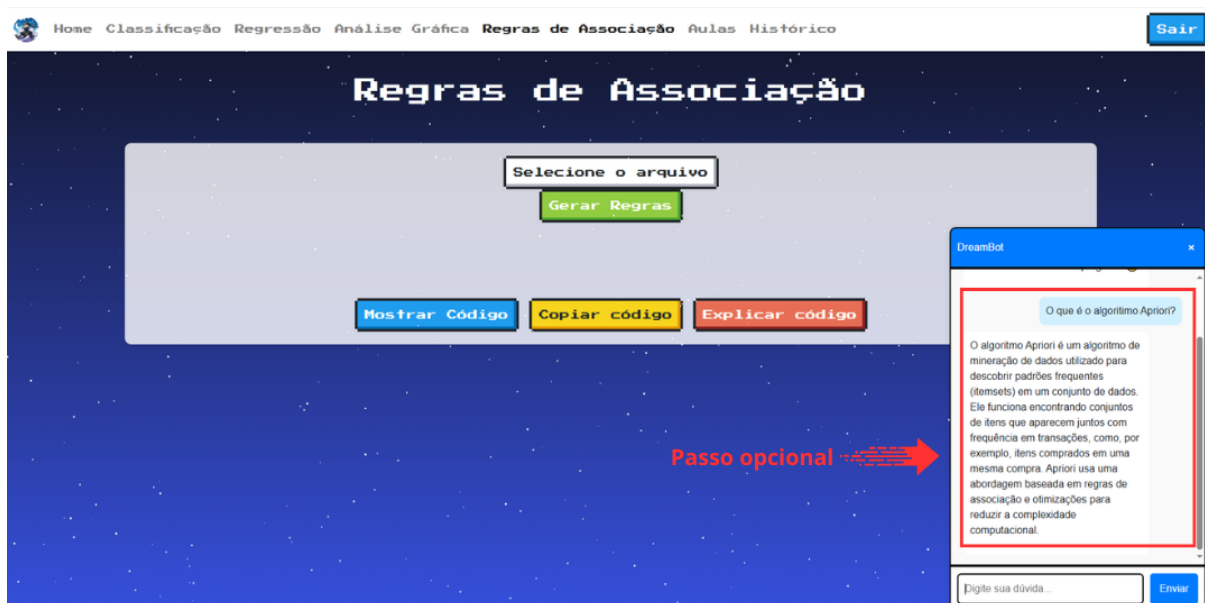 Home Classificação Regressão Análise Gráfica Regras de Associação Aulas Histórico
Sair
Regras de Associação
Selecione o arquivo
Gerar Regras
Mostrar Código
Copiar código
Explicar código
Passo opcional
DreamBot
×
O que é o algoritimo Apriori?
O algoritmo Apriori é um algoritmo de
mineração de dados utilizado para
descobrir padrões frequentes
(itemsets) em um conjunto de dados.
Ele funciona encontrando conjuntos
de itens que aparecem juntos com
frequência em transações, como, por
exemplo, itens comprados em uma
mesma compra. Apriori usa uma
abordagem baseada em regras de
associação e otimizações para
reduzir a complexidade
computacional.
Digite sua dúvida...
Enviar